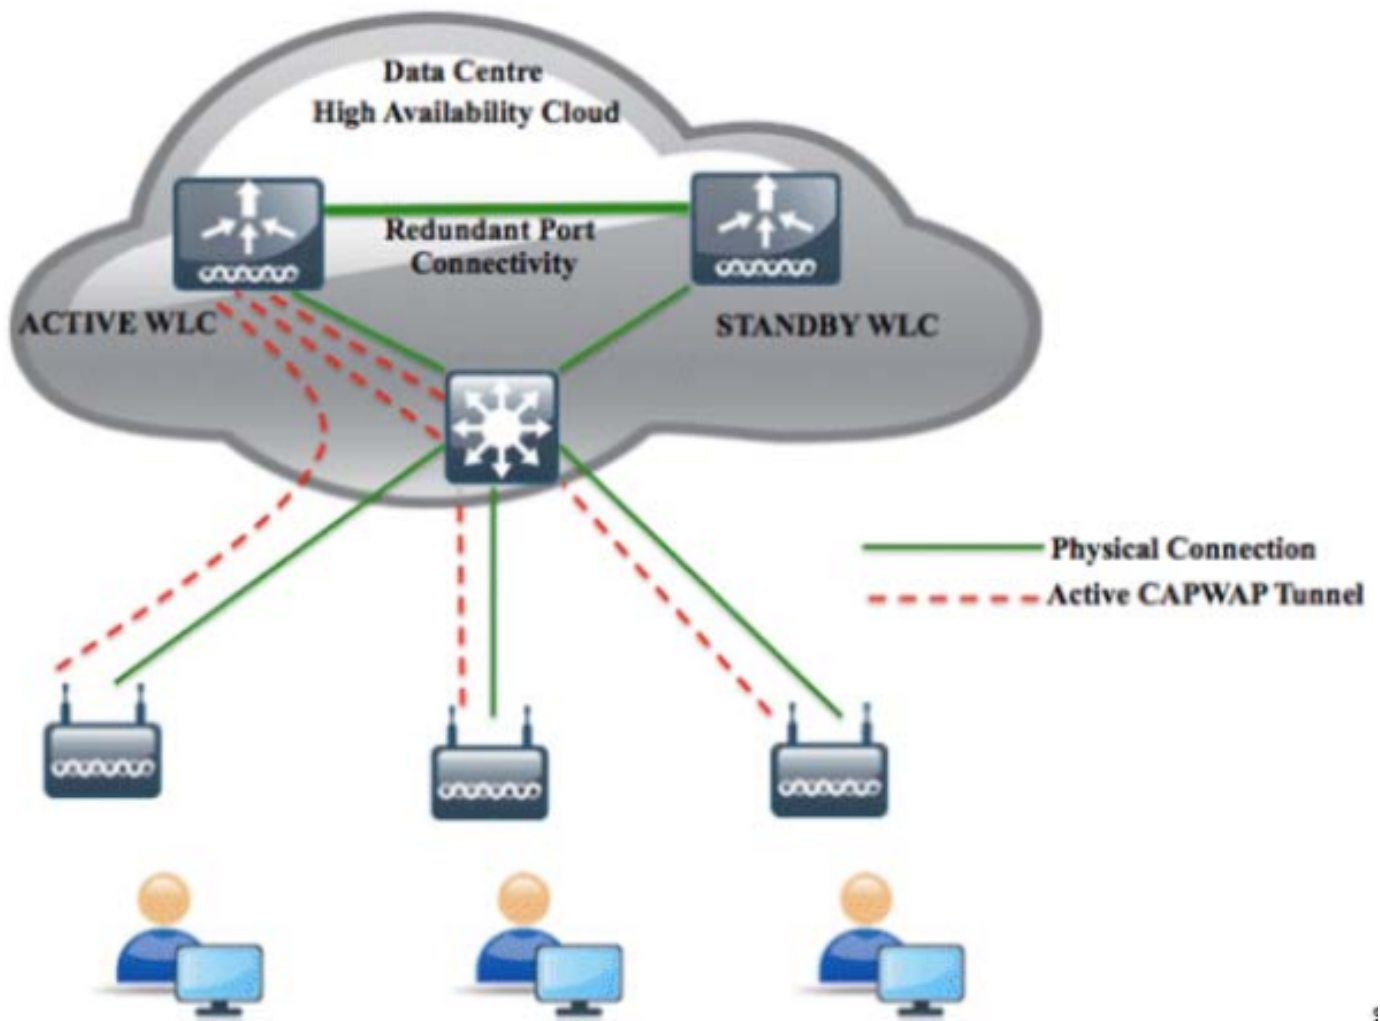 Data Centre
High Availability Cloud
Redundant Port
Connectivity
ACTIVE WLC
STANDBY WLC
Physical Connection
Active CAPWAP Tunnel